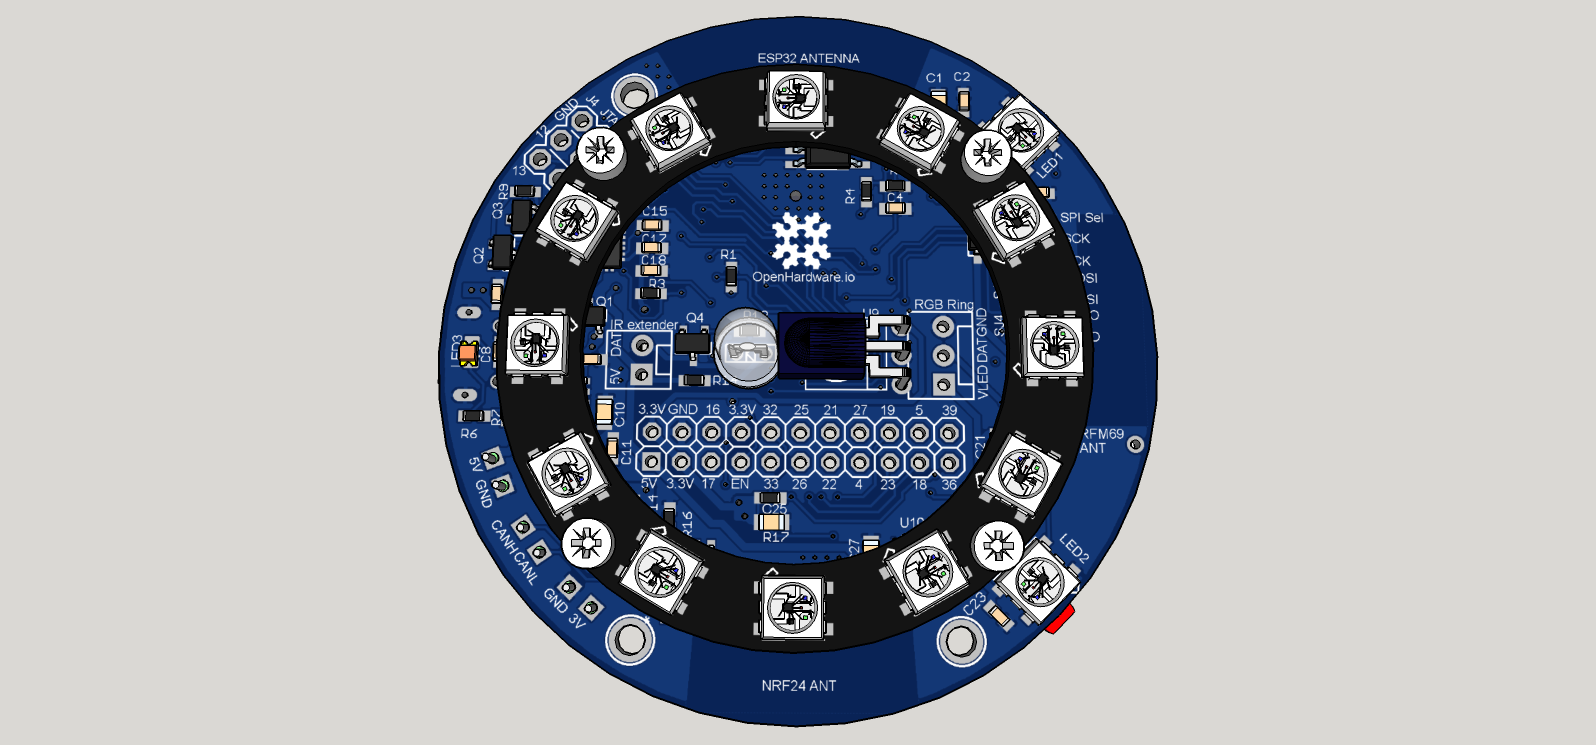 ESP32 ANTENNA
C1 C2
J4
GND
12
13
LED1
R9
Q3
Q2
C15
C17
C18
R3
R1
R4
C4
OpenHardware.io
SPI Sel
SCK
RGB Ring
VLED DAT GND
Q1
IR extender
5V DAT
Q4
LED3
C8
R6
R7
C10
C11
3.3V GND 16 3.3V 32 25 21 27 19 5 39
5V 3.3V 17 EN 33 26 22 4 23 18 36
C21
RFM69
ANT
5V
GND
CANH
CANL
GND
3V
R16
C25
R17
U10
LED2
C23
NRF24 ANT